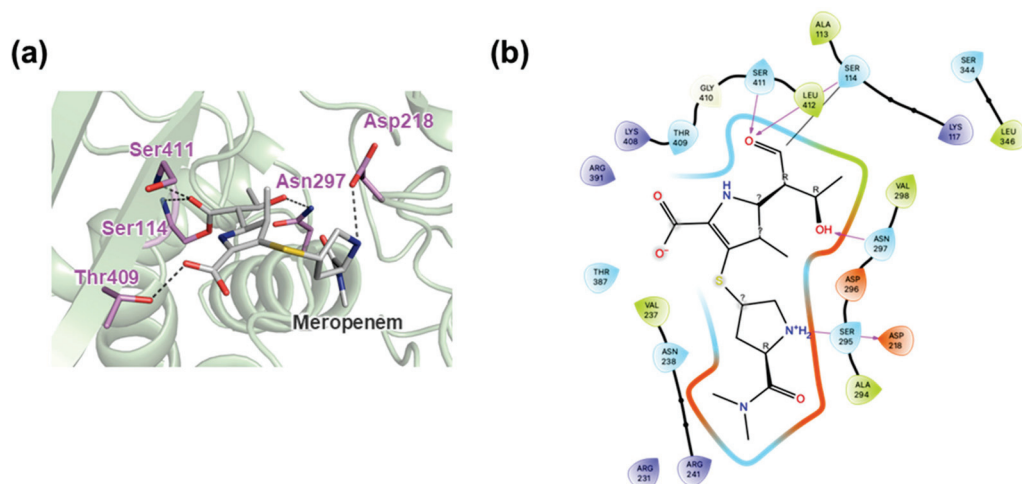 (a)
Asp218
Ser411
Asn297
Ser114
Thr409
Meropenem
(b)
ALA
113
SER
411
SER
114
SER
344
GLY
410
LEU
412
LYS
408
THR
409
LYS
117
LEU
346
ARG
391
O
R
R
NH
?
?
O
O⁻
OH
VAL
298
ASN
297
THR
387
S
ASP
296
?
VAL
237
N⁺H₂
SER
295
ASP
218
ASN
238
R
ALA
294
N
O
ARG
231
ARG
241